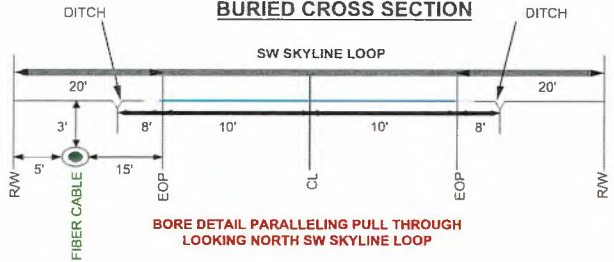 BURIED CROSS SECTION
DITCH
DITCH
SW SKYLINE LOOP
20'
20'
3'
8'
10'
10'
8'
5'
15'
R/W
FIBER CABLE
EOP
CL
EOP
R/W
BORE DETAIL PARALLELING PULL THROUGH
LOOKING NORTH SW SKYLINE LOOP